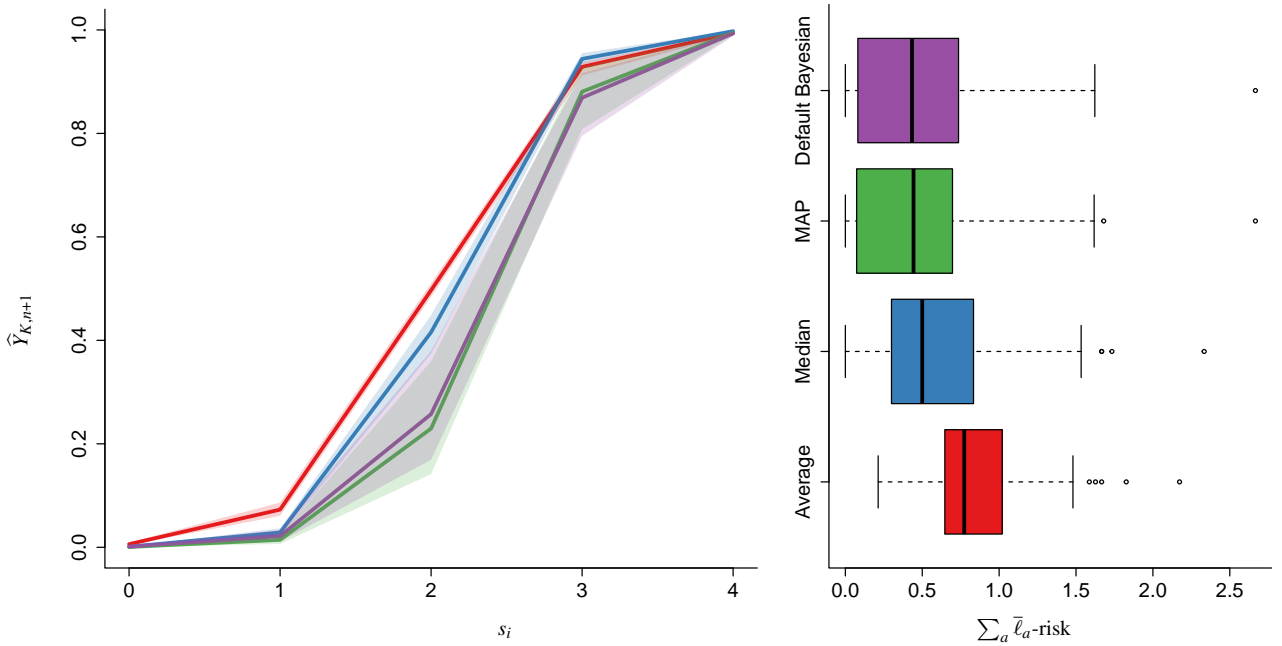 1.0
0.8
0.6
0.4
0.2
0.0
Ŷ_{K,n+1}
0
1
2
3
4
s_i
Default Bayesian
MAP
Median
Average
0.0
0.5
1.0
1.5
2.0
2.5
∑_a ℓ̄_a-risk